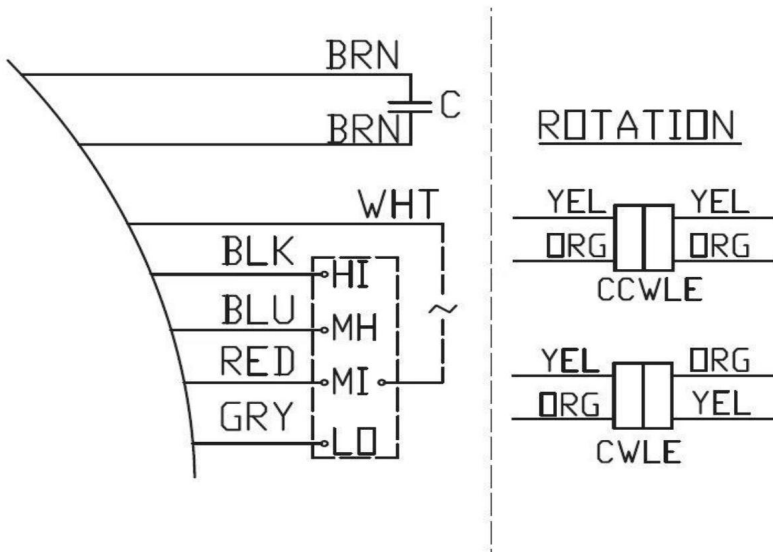 BRN
C
BRN
WHT
BLK HI
BLU MH
RED MI
GRY LO
ROTATION
YEL YEL
ORG ORG
CCWLE
YEL ORG
ORG YEL
CWLE